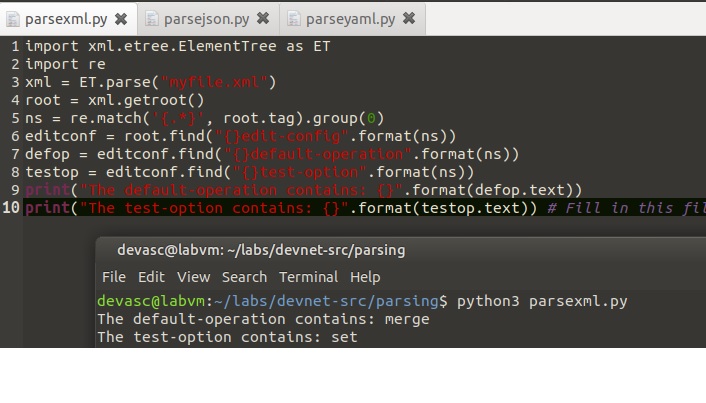 parsexml.py ✖ parsejson.py ✖ parseyaml.py ✖
1 import xml.etree.ElementTree as ET
2 import re
3 xml = ET.parse("myfile.xml")
4 root = xml.getroot()
5 ns = re.match('{.*}', root.tag).group(0)
6 editconf = root.find("{}edit-config".format(ns))
7 defop = editconf.find("{}default-operation".format(ns))
8 testop = editconf.find("{}test-option".format(ns))
9 print("The default-operation contains: {}".format(defop.text))
10 print("The test-option contains: {}".format(testop.text)) # Fill in this fil
devasc@labvm: ~/labs/devnet-src/parsing
File Edit View Search Terminal Help
devasc@labvm:~/labs/devnet-src/parsing$ python3 parsexml.py
The default-operation contains: merge
The test-option contains: set